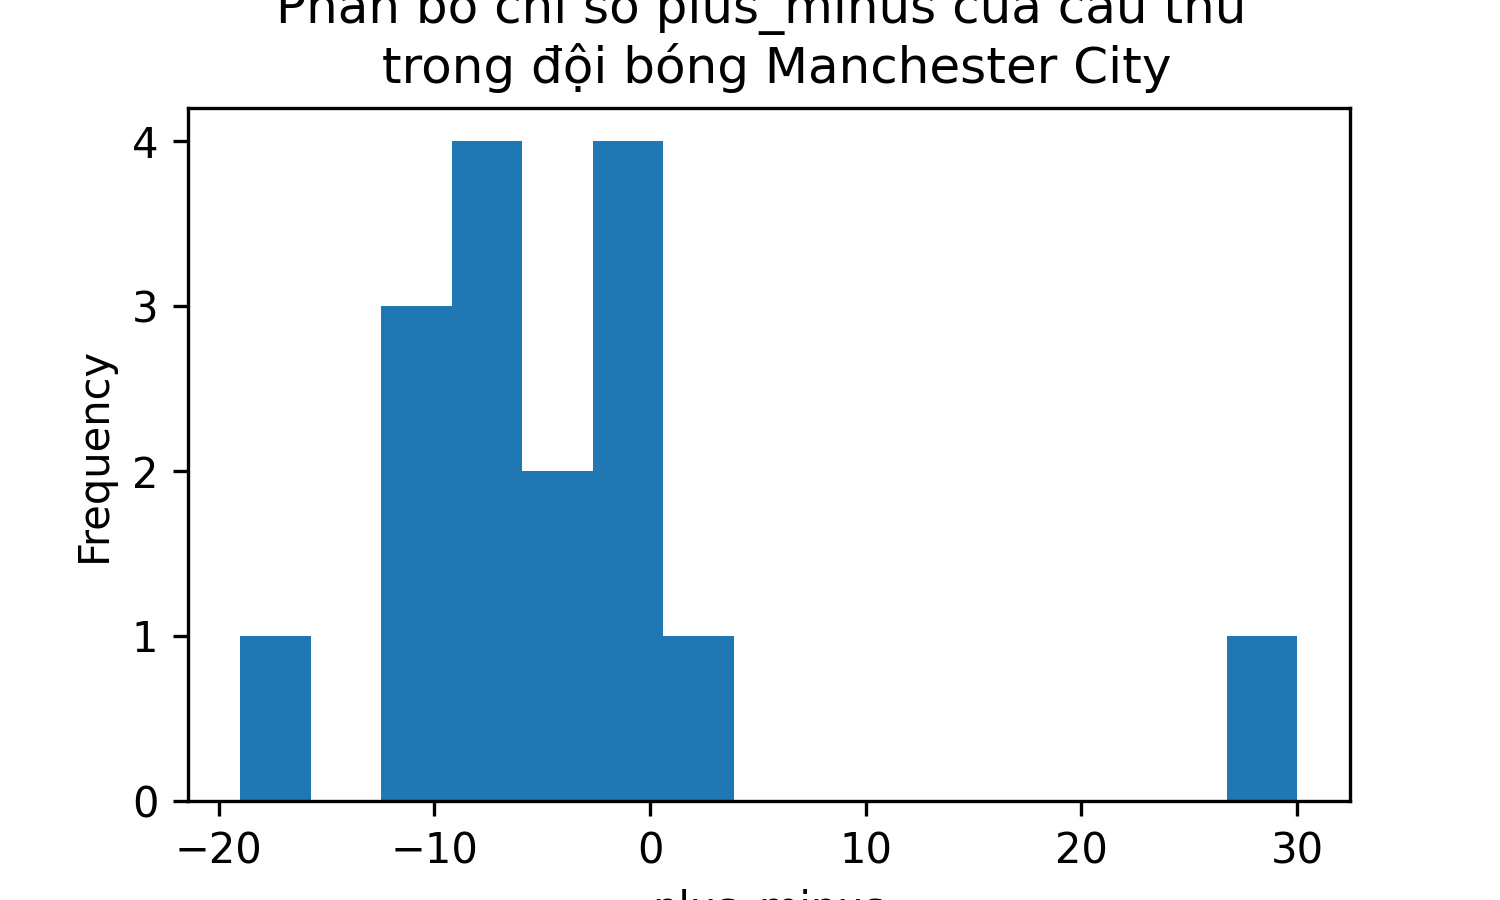 Phân bố chỉ số plus_minus của cầu thủ
trong đội bóng Manchester City
4
3
2
1
0
Frequency
−20 −10 0 10 20 30
plus_minus